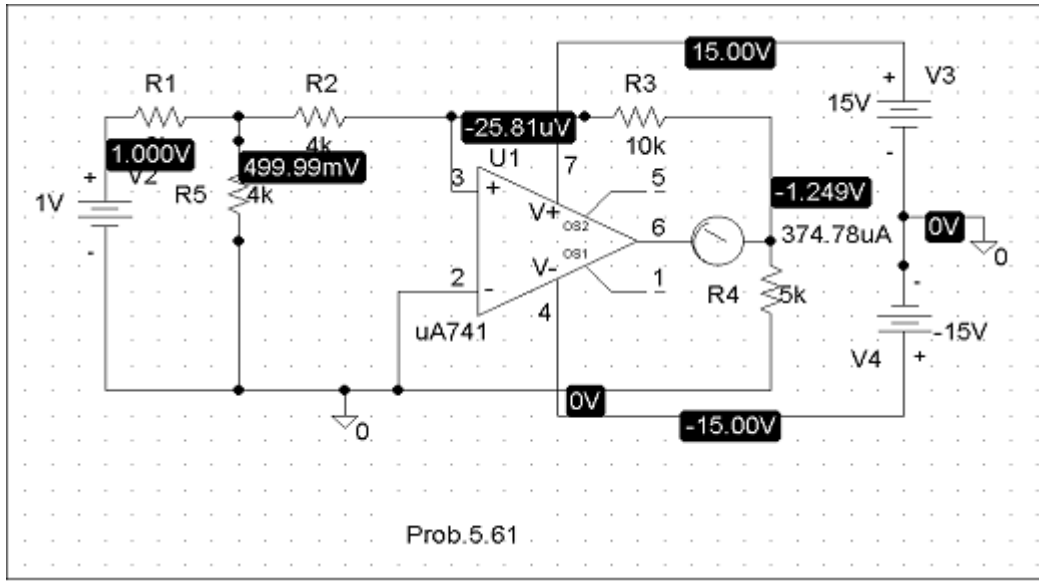 15.00V
R1
R2
R3
+
V3
15V
-25.81uV
4k
10k
1.000V
V2
499.99mV
U1
7
-
+
R5
4k
3
+
5
-1.249V
1V
V+
OS2
6
374.78uA
0V
0
-
OS1
V-
1
2
-
R4
5k
-
-15V
uA741
4
V4
+
0V
0
-15.00V
Prob.5.61